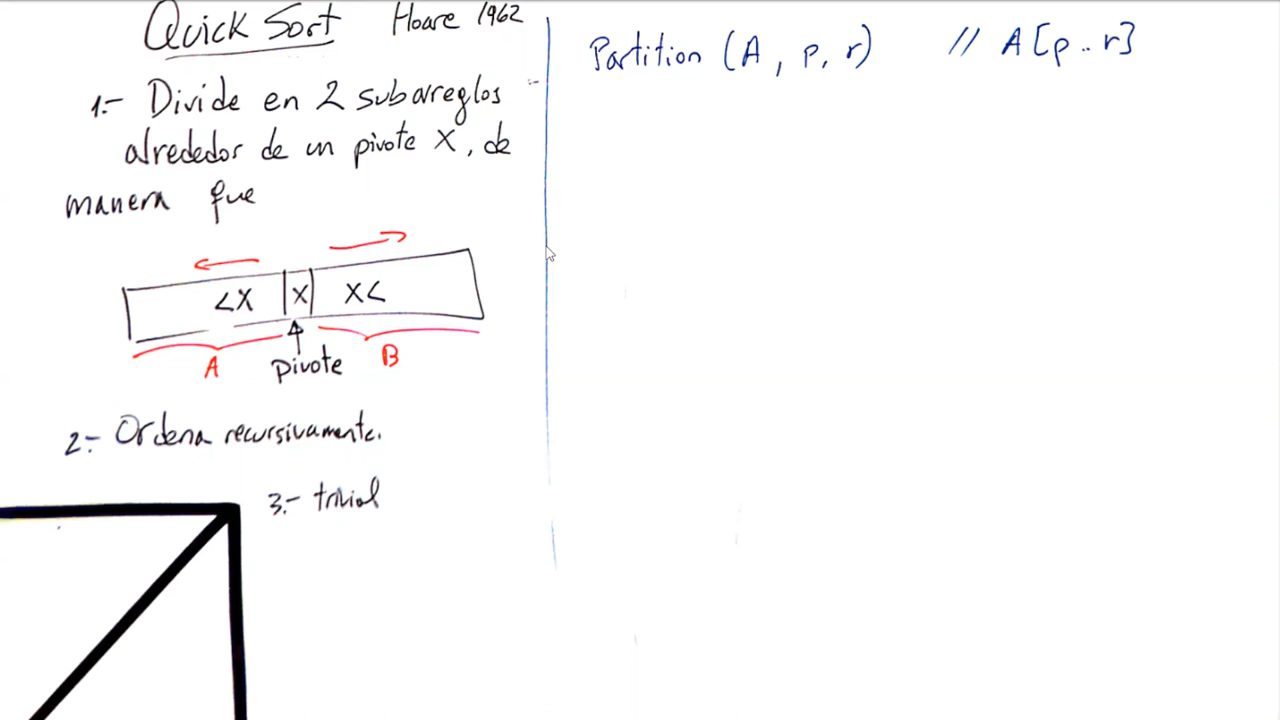 Quick Sort Hoare 1962
1.- Divide en 2 subarreglos
alrededor de un pivote X, de
manera que
<X X X<
A pivote B
2.- Ordena recursivamente.
3.- trivial
Partition (A, p, r) // A[p..r]